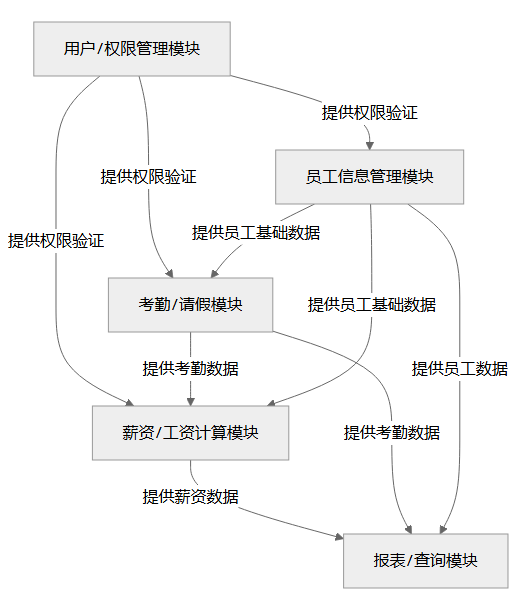 用户/权限管理模块
提供权限验证
员工信息管理模块
提供权限验证
提供员工基础数据
提供权限验证
考勤/请假模块
提供员工基础数据
提供考勤数据
提供员工数据
薪资/工资计算模块
提供考勤数据
提供薪资数据
报表/查询模块